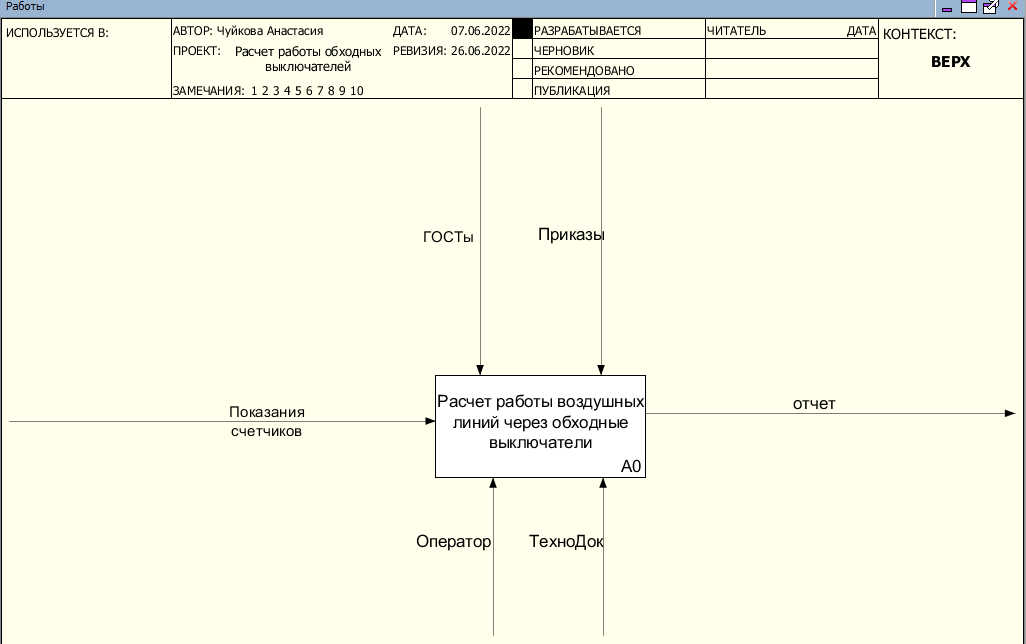 Работы
ИСПОЛЬЗУЕТСЯ В:
АВТОР: Чуйкова Анастасия
ДАТА: 07.06.2022
ПРОЕКТ: Расчет работы обходных
выключателей
РЕВИЗИЯ: 26.06.2022
ЗАМЕЧАНИЯ: 1 2 3 4 5 6 7 8 9 10
РАЗРАБАТЫВАЕТСЯ
ЧЕРНОВИК
РЕКОМЕНДОВАНО
ПУБЛИКАЦИЯ
ЧИТАТЕЛЬ ДАТА
КОНТЕКСТ:
ВЕРХ
ГОСТы
Приказы
Показания
счетчиков
Расчет работы воздушных
линий через обходные
выключатели
A0
отчет
Оператор
ТехноДок